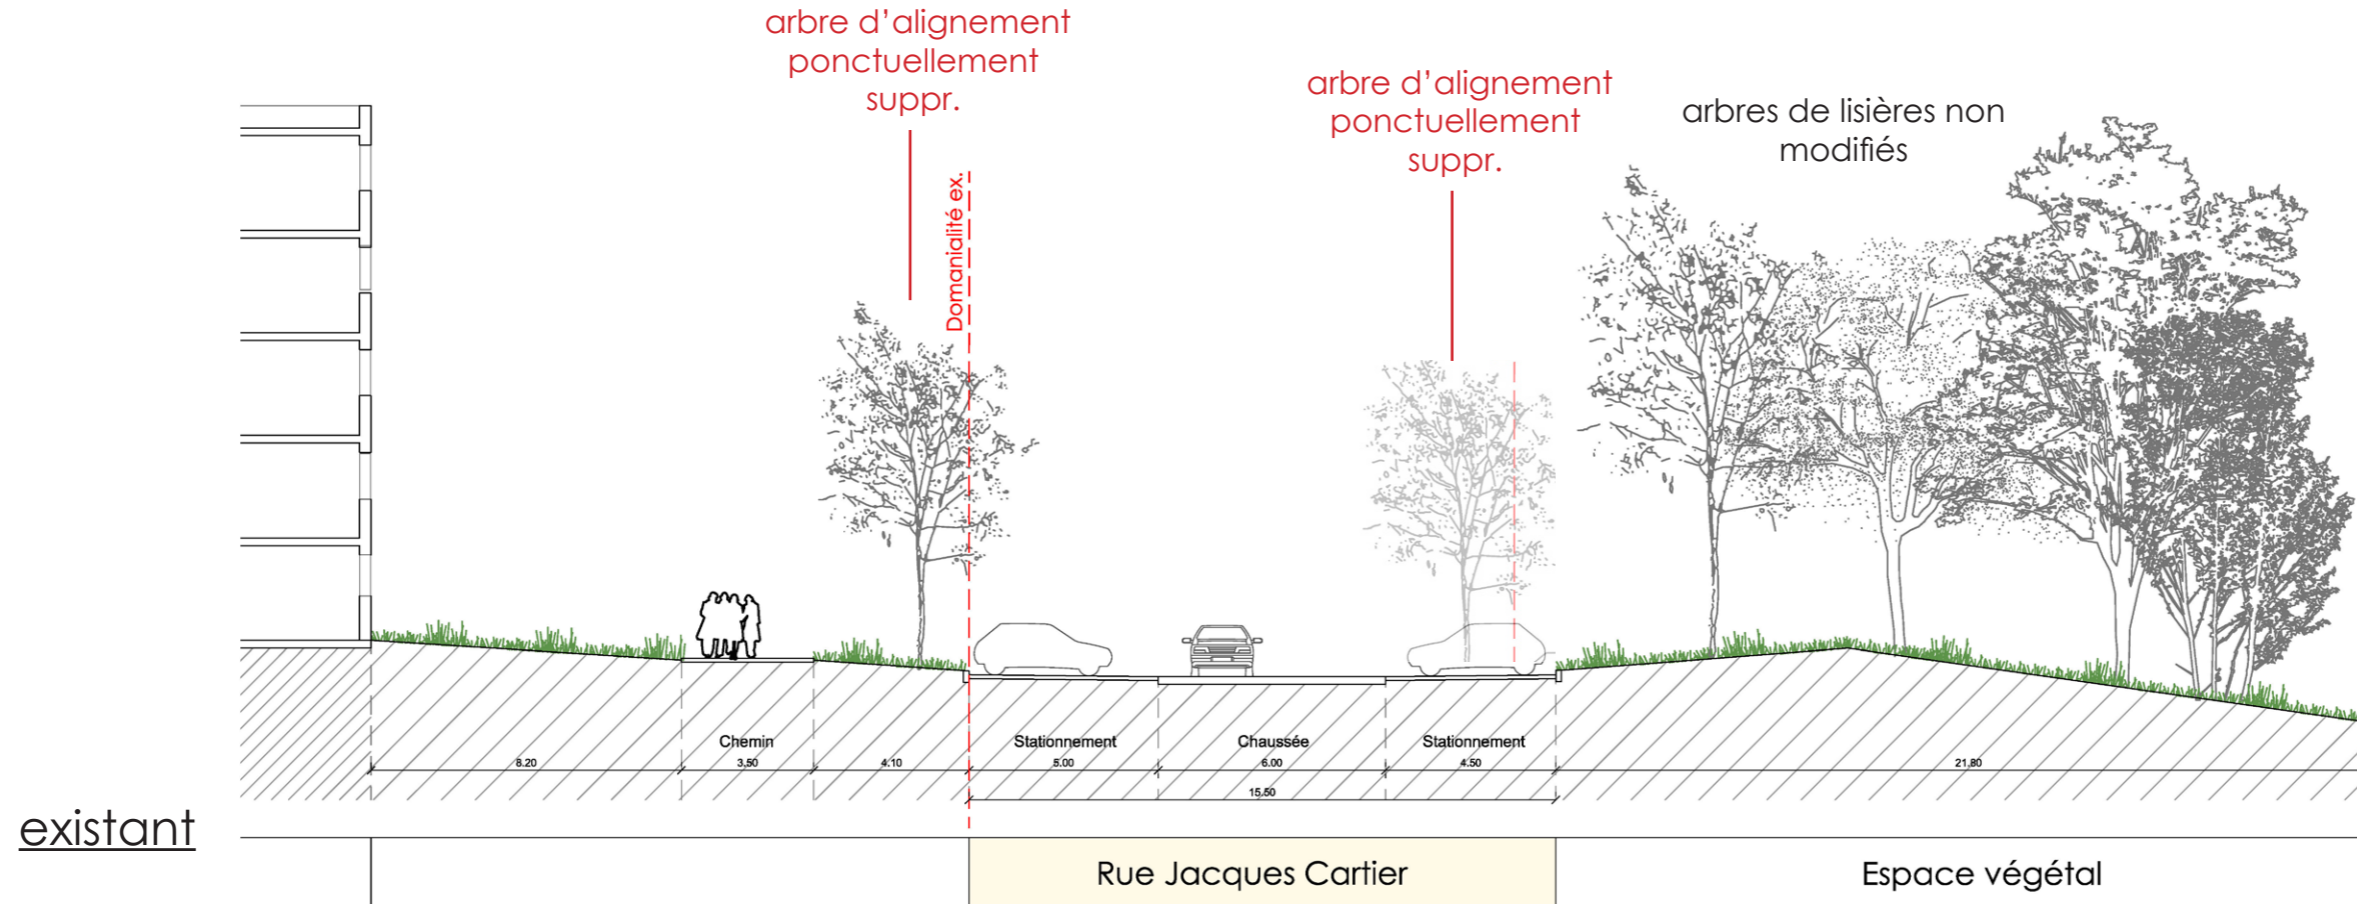 arbre d’alignement
ponctuellement
suppr.
arbre d’alignement
ponctuellement
suppr.
arbres de lisières non
modifiés
Domanialité ex.
Chemin
Stationnement
Chaussée
Stationnement
8.20
3.50
4.10
5.00
6.00
4.50
21.80
15.50
existant
Rue Jacques Cartier
Espace végétal